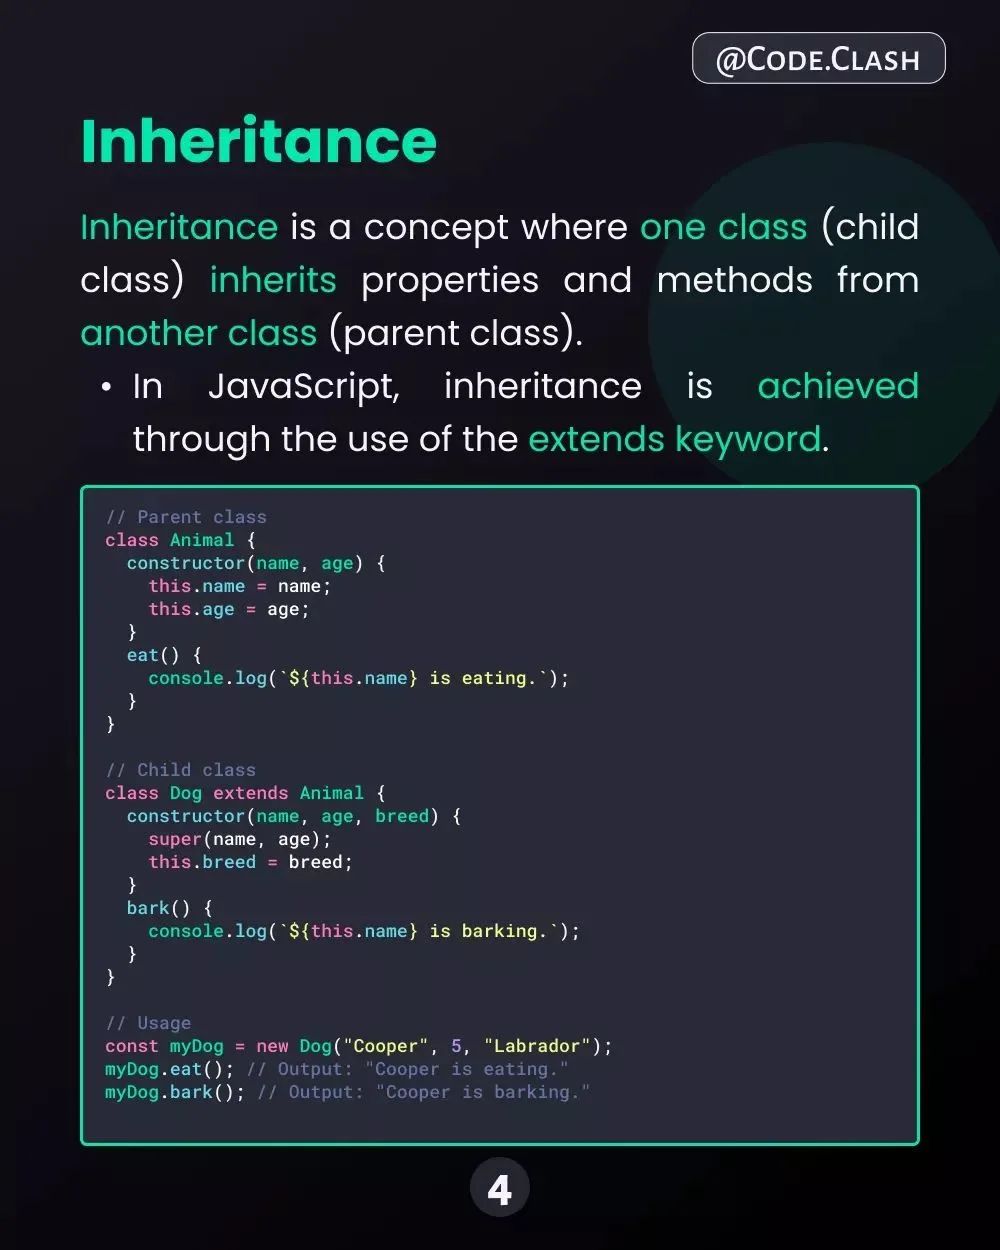 @Code.Clash
Inheritance
Inheritance is a concept where one class (child
class) inherits properties and methods from
another class (parent class).
• In JavaScript, inheritance is achieved
through the use of the extends keyword.
// Parent class
class Animal {
  constructor(name, age) {
    this.name = name;
    this.age = age;
  }
  eat() {
    console.log(`${this.name} is eating.`);
  }
}
// Child class
class Dog extends Animal {
  constructor(name, age, breed) {
    super(name, age);
    this.breed = breed;
  }
  bark() {
    console.log(`${this.name} is barking.`);
  }
}
// Usage
const myDog = new Dog("Cooper", 5, "Labrador");
myDog.eat(); // Output: "Cooper is eating."
myDog.bark(); // Output: "Cooper is barking."
4